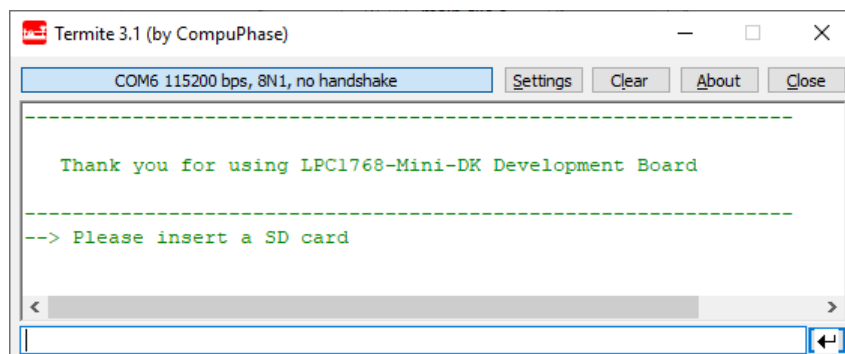 Termite 3.1 (by CompuPhase)
COM6 115200 bps, 8N1, no handshake
Settings
Clear
About
Close
----------------------------------------------------------------
Thank you for using LPC1768-Mini-DK Development Board
----------------------------------------------------------------
--> Please insert a SD card